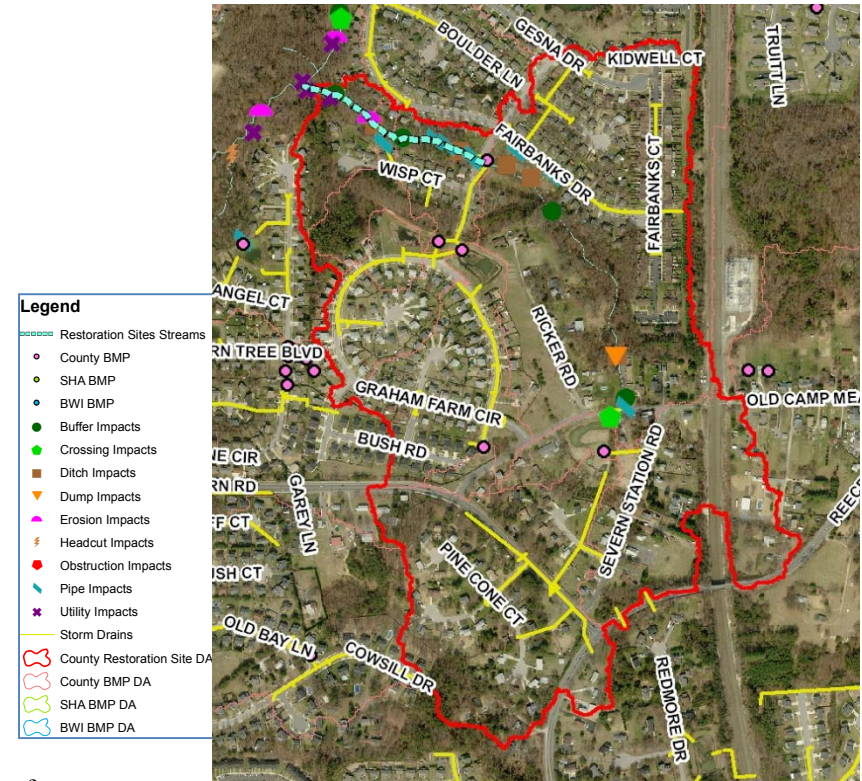 GESNA DR
BOULDER LN
KIDWELL CT
TRUITT LN
FAIRBANKS DR
FAIRBANKS CT
WISP CT
ANGEL CT
RICKER RD
RN TREE BLVD
GRAHAM FARM CIR
OLD CAMP MEA
BUSH RD
NE CIR
RN RD
GAREY LN
SEVERN STATION RD
REECE
FF CT
PINE CONE CT
ISH CT
OLD BAY LN
COWSILL DR
REDMORE DR
Legend
Restoration Sites Streams
County BMP
SHA BMP
BWI BMP
Buffer Impacts
Crossing Impacts
Ditch Impacts
Dump Impacts
Erosion Impacts
Headcut Impacts
Obstruction Impacts
Pipe Impacts
Utility Impacts
Storm Drains
County Restoration Site DA
County BMP DA
SHA BMP DA
BWI BMP DA